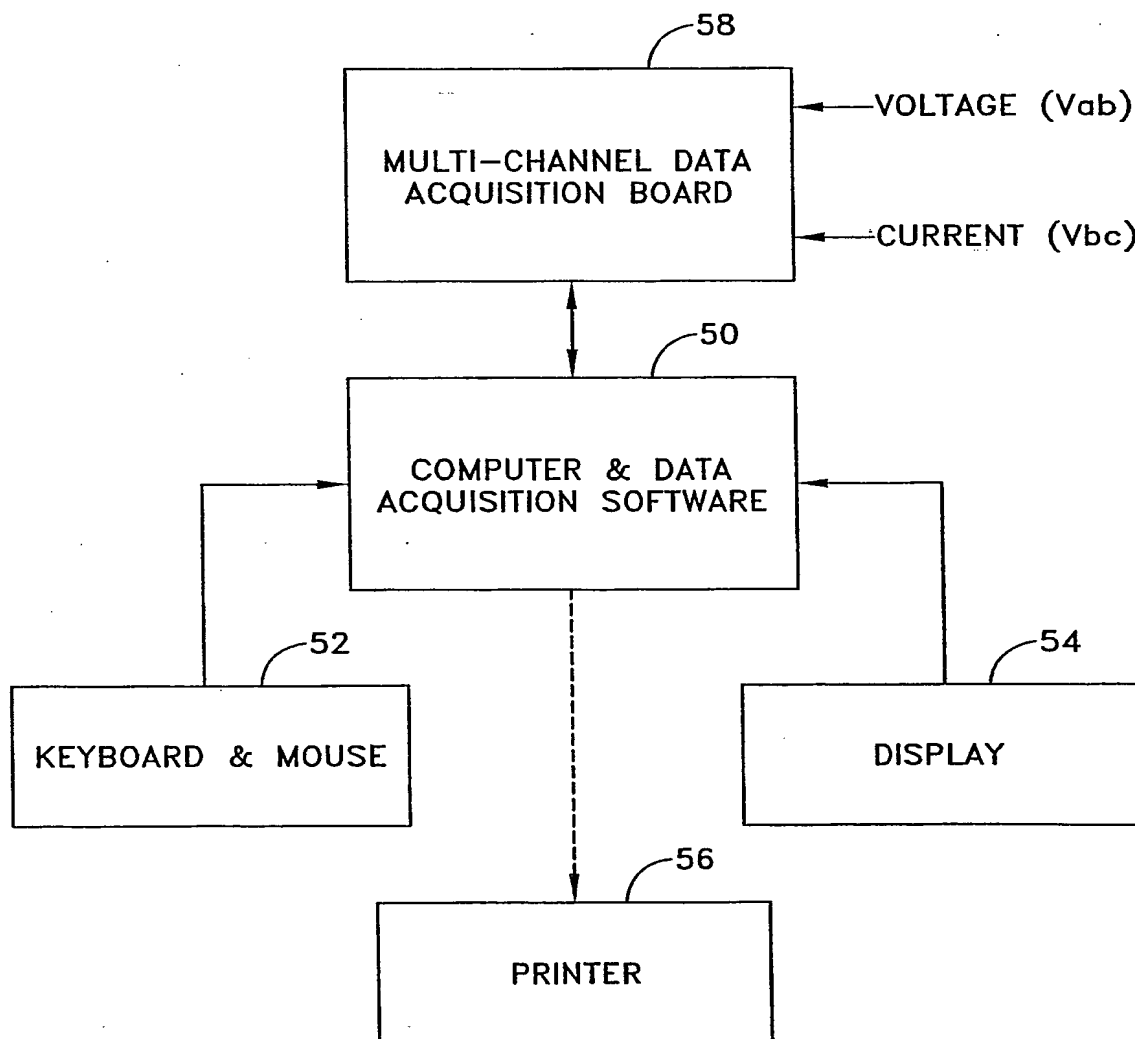 58
VOLTAGE (Vab)
MULTI-CHANNEL DATA
ACQUISITION BOARD
CURRENT (Vbc)
50
COMPUTER & DATA
ACQUISITION SOFTWARE
52
54
KEYBOARD & MOUSE
DISPLAY
56
PRINTER